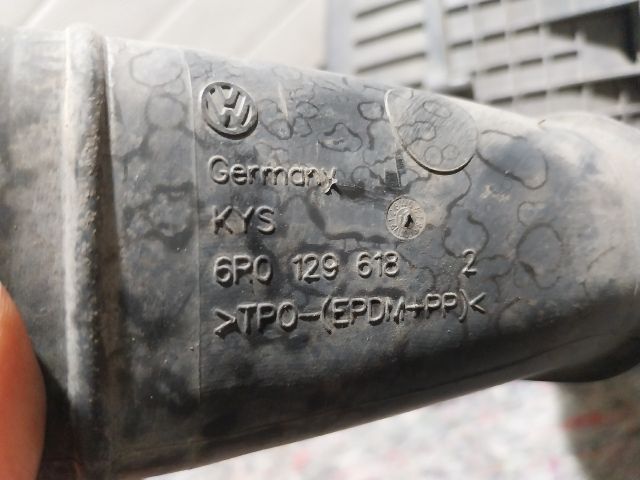 Germany
KYS
6R0 129 618 2
>TPO-(EPDM+PP)<